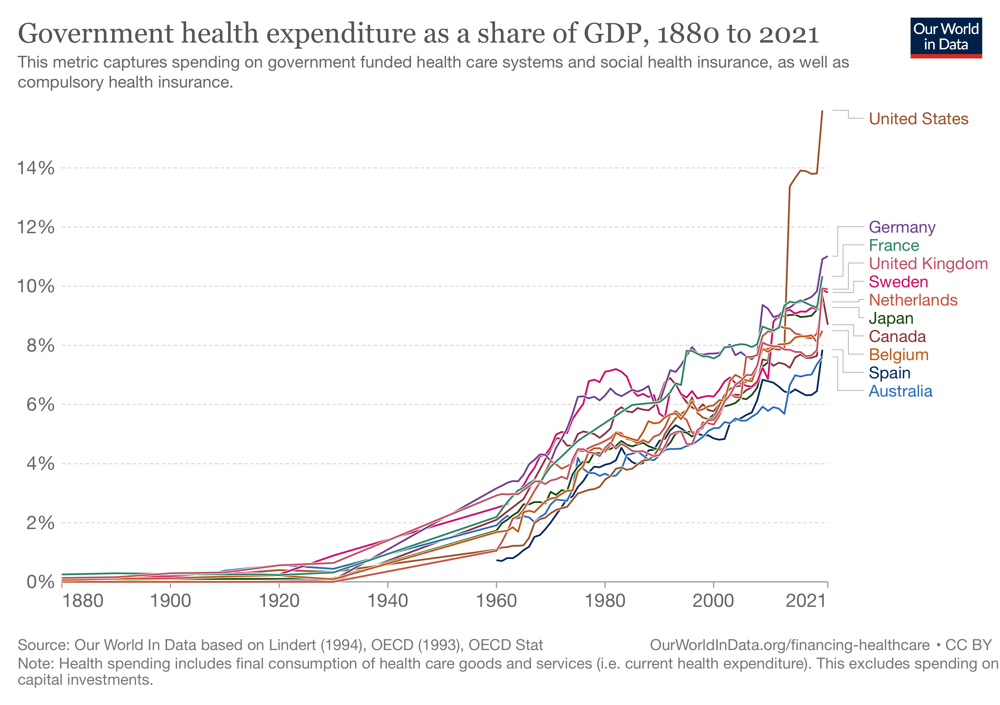 Government health expenditure as a share of GDP, 1880 to 2021
Our World
in Data
This metric captures spending on government funded health care systems and social health insurance, as well as
compulsory health insurance.
United States
14%
12%
Germany
France
United Kingdom
10%
Sweden
Netherlands
Japan
Canada
8%
Belgium
Spain
Australia
6%
4%
2%
0%
1880
1900
1920
1940
1960
1980
2000
2021
Source: Our World In Data based on Lindert (1994), OECD (1993), OECD Stat
OurWorldInData.org/financing-healthcare • CC BY
Note: Health spending includes final consumption of health care goods and services (i.e. current health expenditure). This excludes spending on
capital investments.